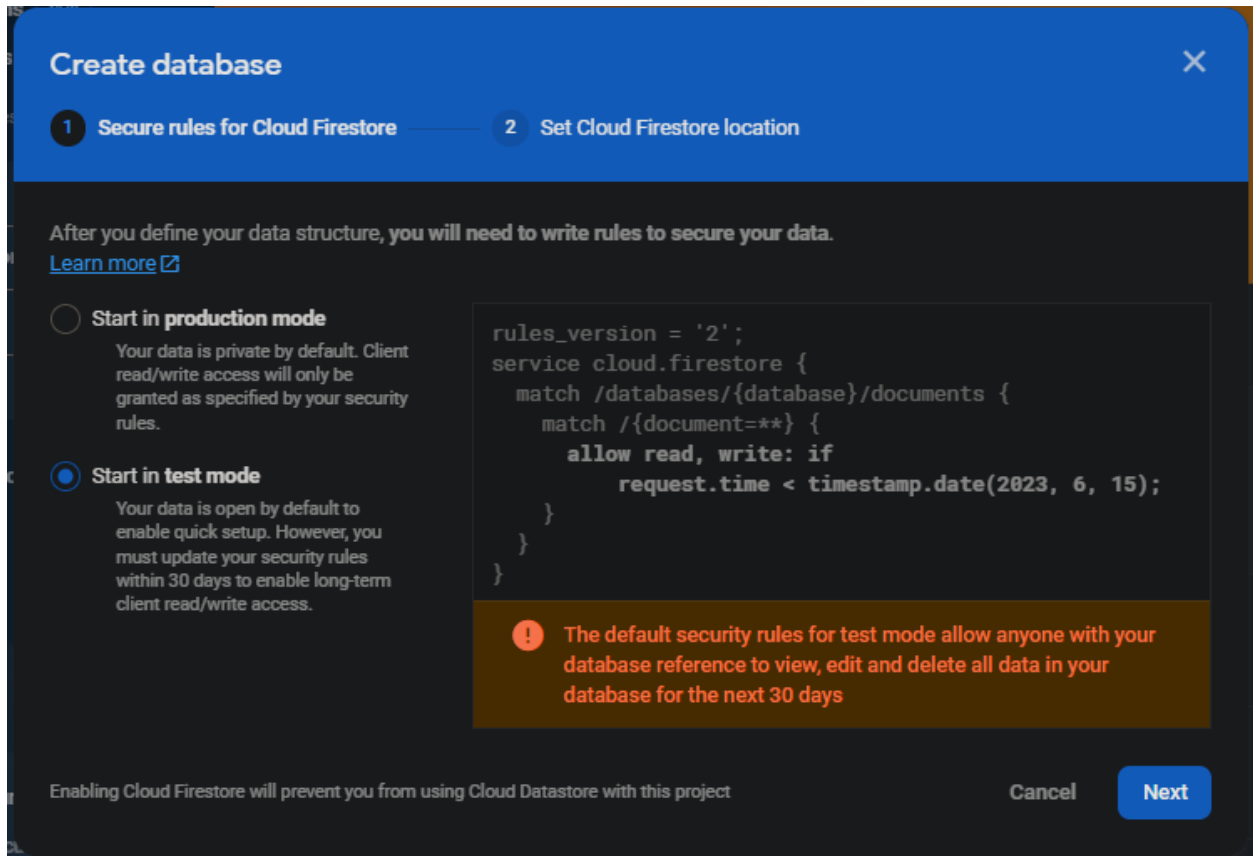 Create database
1 Secure rules for Cloud Firestore
2 Set Cloud Firestore location
After you define your data structure, you will need to write rules to secure your data.
Learn more
Start in production mode
Your data is private by default. Client
read/write access will only be
granted as specified by your security
rules.
Start in test mode
Your data is open by default to
enable quick setup. However, you
must update your security rules
within 30 days to enable long-term
client read/write access.
rules_version = '2';
service cloud.firestore {
  match /databases/{database}/documents {
    match /{document=**} {
      allow read, write: if
          request.time < timestamp.date(2023, 6, 15);
    }
  }
}
The default security rules for test mode allow anyone with your
database reference to view, edit and delete all data in your
database for the next 30 days
Enabling Cloud Firestore will prevent you from using Cloud Datastore with this project
Cancel
Next